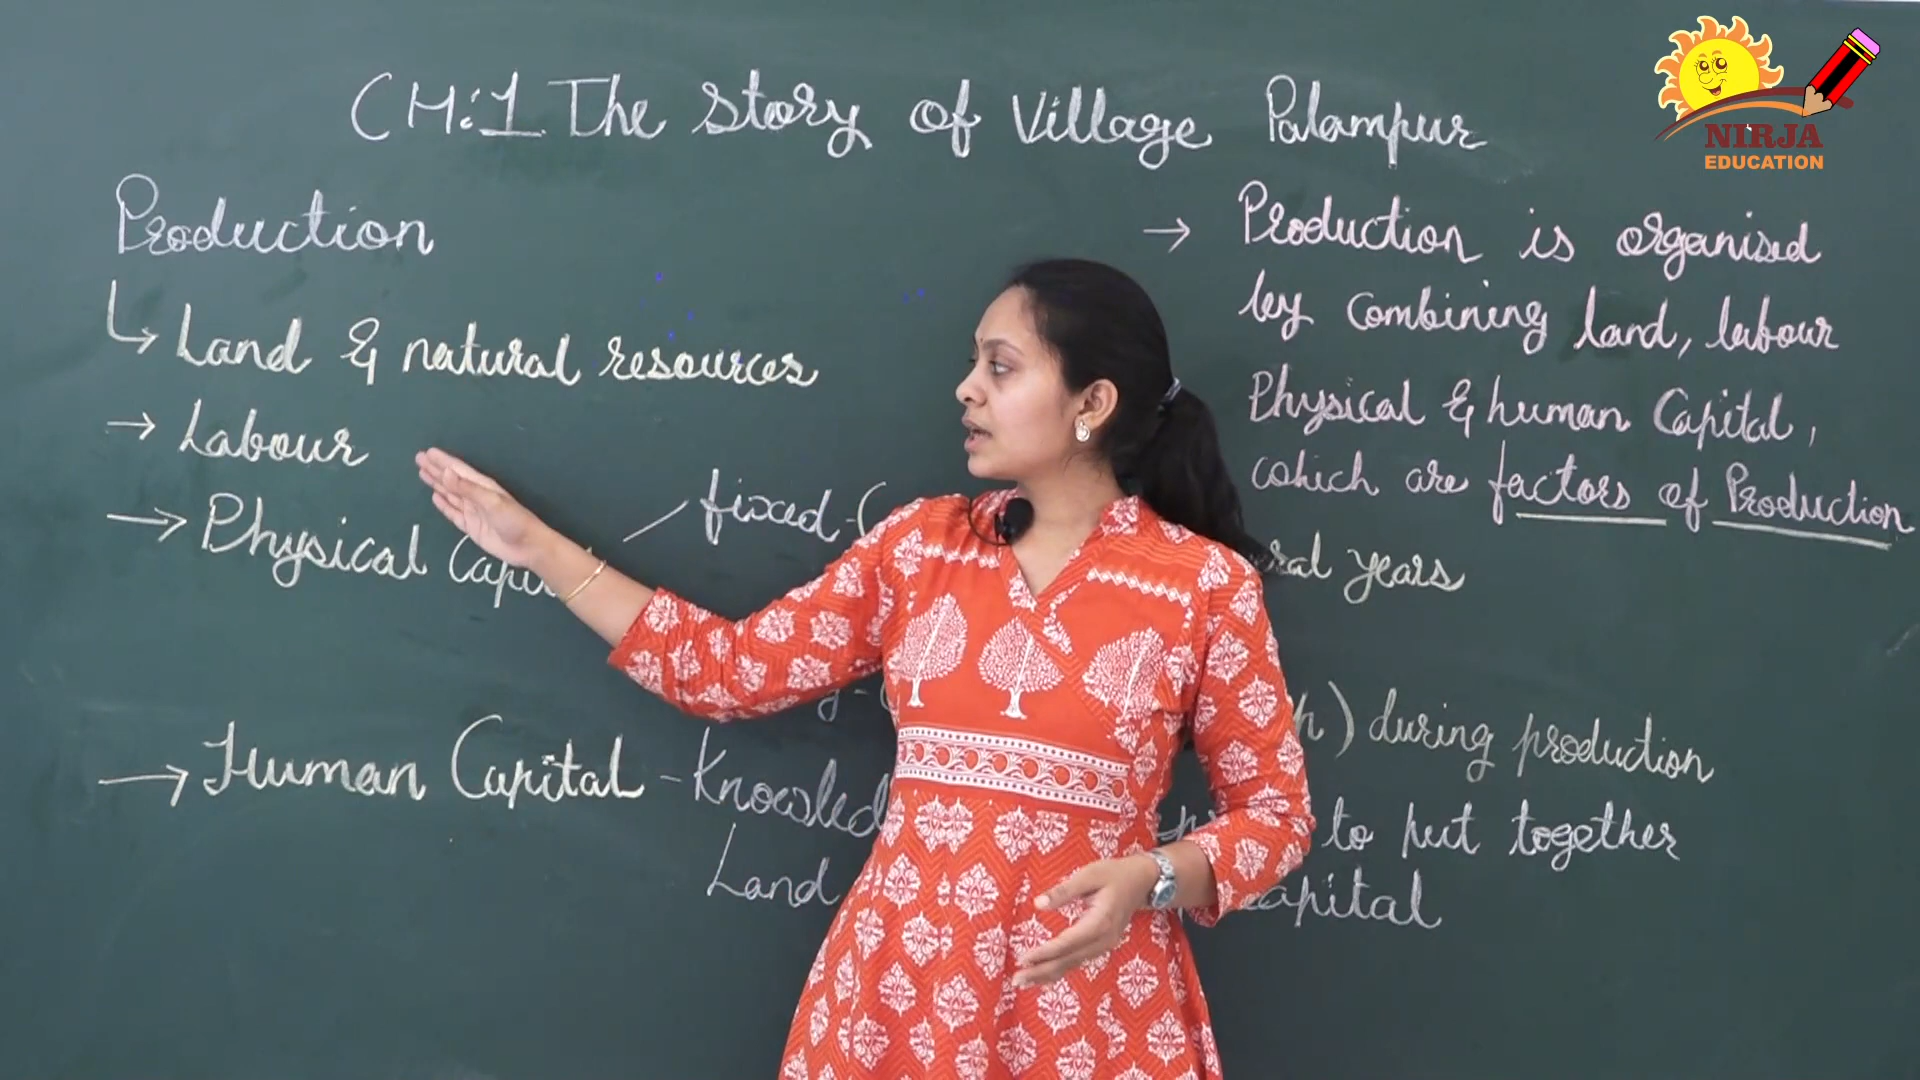 CH:1 The Story of Village Palampur
NIRJA
EDUCATION
Production
Land & natural resources
→ Labour
→ Physical
fixed -(
ral years
) during production
→ Human Capital -
to put together
Land
capital
→ Production is organised
by combining land, labour
Physical & human Capital,
which are factors of Production